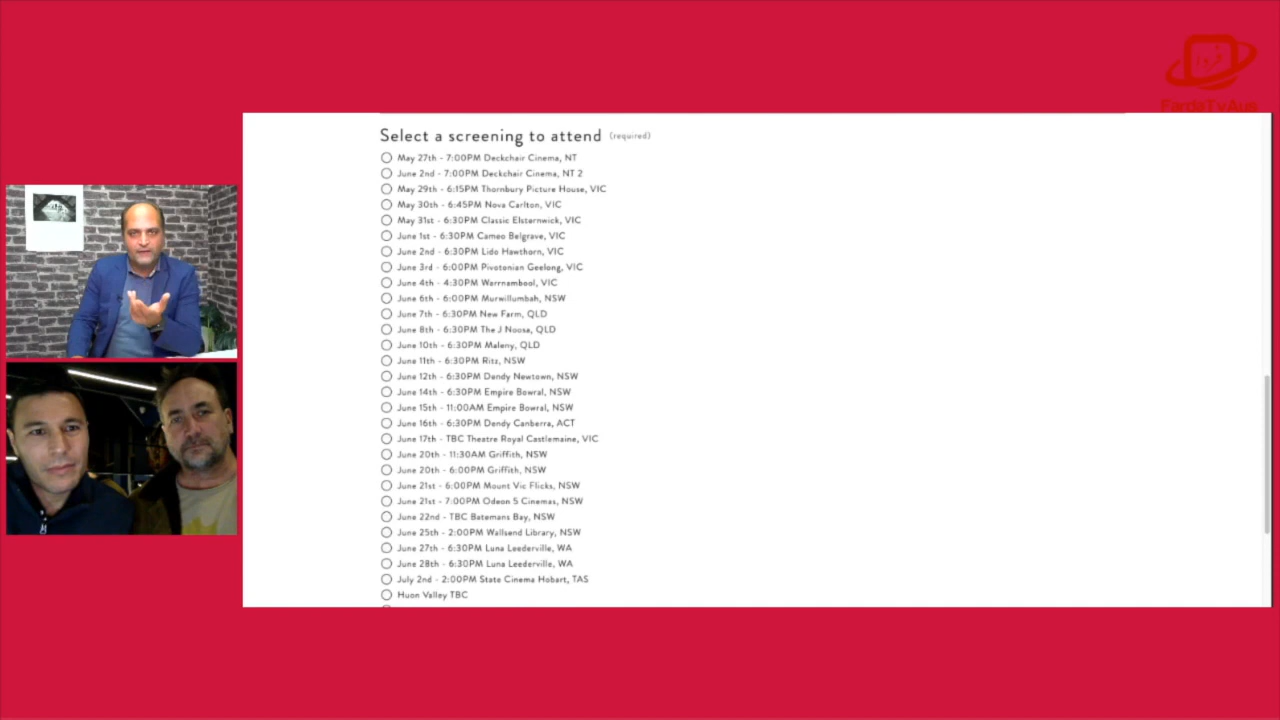 فردا
FardaTvAus
Select a screening to attend (required)
May 27th - 7:00PM Deckchair Cinema, NT
June 2nd - 7:00PM Deckchair Cinema, NT 2
May 29th - 6:15PM Thornbury Picture House, VIC
May 30th - 6:45PM Nova Carlton, VIC
May 31st - 6:30PM Classic Elsternwick, VIC
June 1st - 6:30PM Cameo Belgrave, VIC
June 2nd - 6:30PM Lido Hawthorn, VIC
June 3rd - 6:00PM Pivotonian Geelong, VIC
June 4th - 4:30PM Warrnambool, VIC
June 6th - 6:00PM Murwillumbah, NSW
June 7th - 6:30PM New Farm, QLD
June 8th - 6:30PM The J Noosa, QLD
June 10th - 6:30PM Maleny, QLD
June 11th - 6:30PM Ritz, NSW
June 12th - 6:30PM Dendy Newtown, NSW
June 14th - 6:30PM Empire Bowral, NSW
June 15th - 11:00AM Empire Bowral, NSW
June 16th - 6:30PM Dendy Canberra, ACT
June 17th - TBC Theatre Royal Castlemaine, VIC
June 20th - 11:30AM Griffith, NSW
June 20th - 6:00PM Griffith, NSW
June 21st - 6:00PM Mount Vic Flicks, NSW
June 21st - 7:00PM Odeon 5 Cinemas, NSW
June 22nd - TBC Batemans Bay, NSW
June 25th - 2:00PM Wallsend Library, NSW
June 27th - 6:30PM Luna Leederville, WA
June 28th - 6:30PM Luna Leederville, WA
July 2nd - 2:00PM State Cinema Hobart, TAS
Huon Valley TBC